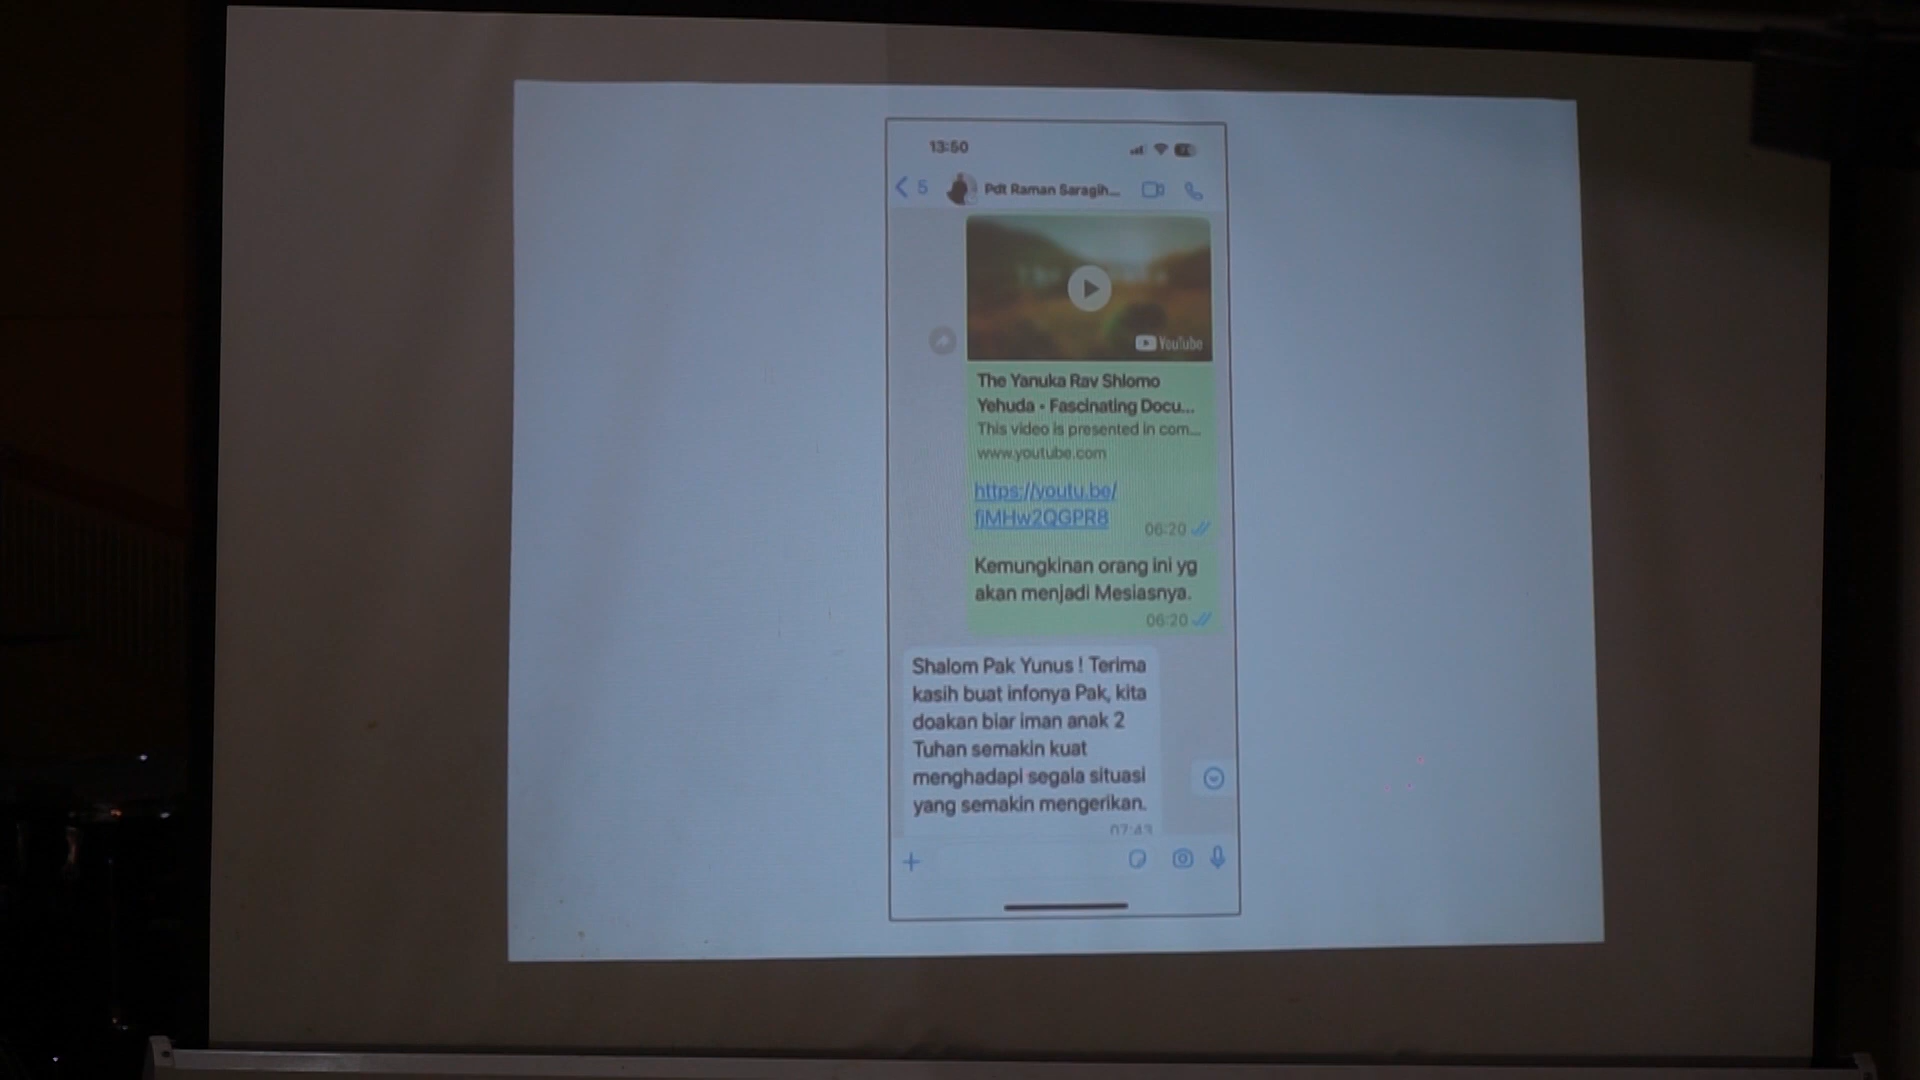 13:50
5
Pdt Raman Saragih...
YouTube
The Yanuka Rav Shlomo
Yehuda - Fascinating Docu...
This video is presented in com...
www.youtube.com
https://youtu.be/
fjMHw2QGPR8
06:20
Kemungkinan orang ini yg
akan menjadi Mesiasnya.
06:20
Shalom Pak Yunus ! Terima
kasih buat infonya Pak, kita
doakan biar iman anak 2
Tuhan semakin kuat
menghadapi segala situasi
yang semakin mengerikan.
07:43